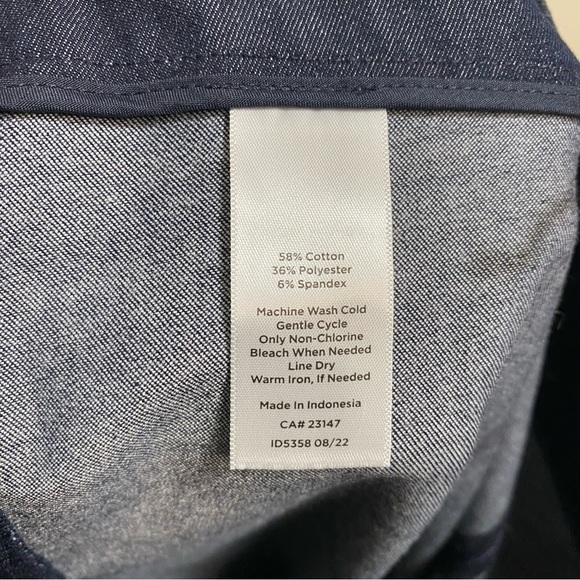 58% Cotton
36% Polyester
6% Spandex
Machine Wash Cold
Gentle Cycle
Only Non-Chlorine
Bleach When Needed
Line Dry
Warm Iron, If Needed
Made In Indonesia
CA# 23147
ID5358 08/22